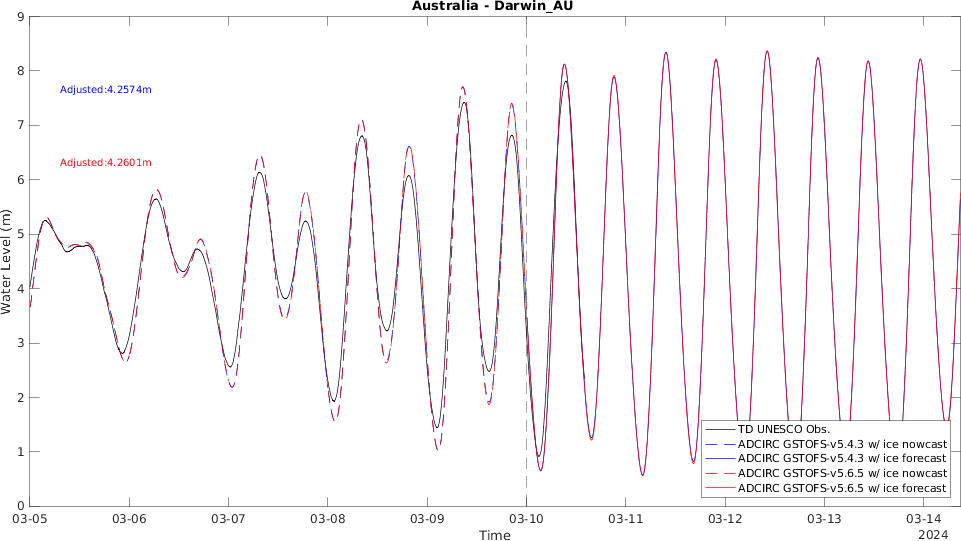 Australia - Darwin_AU
9
8
7
6
5
4
3
2
1
0
Water Level (m)
Adjusted:4.2574m
Adjusted:4.2601m
TD UNESCO Obs.
ADCIRC GSTOFS-v5.4.3 w/ ice nowcast
ADCIRC GSTOFS-v5.4.3 w/ ice forecast
ADCIRC GSTOFS-v5.6.5 w/ ice nowcast
ADCIRC GSTOFS-v5.6.5 w/ ice forecast
03-05 03-06 03-07 03-08 03-09 03-10 03-11 03-12 03-13 03-14
Time
2024